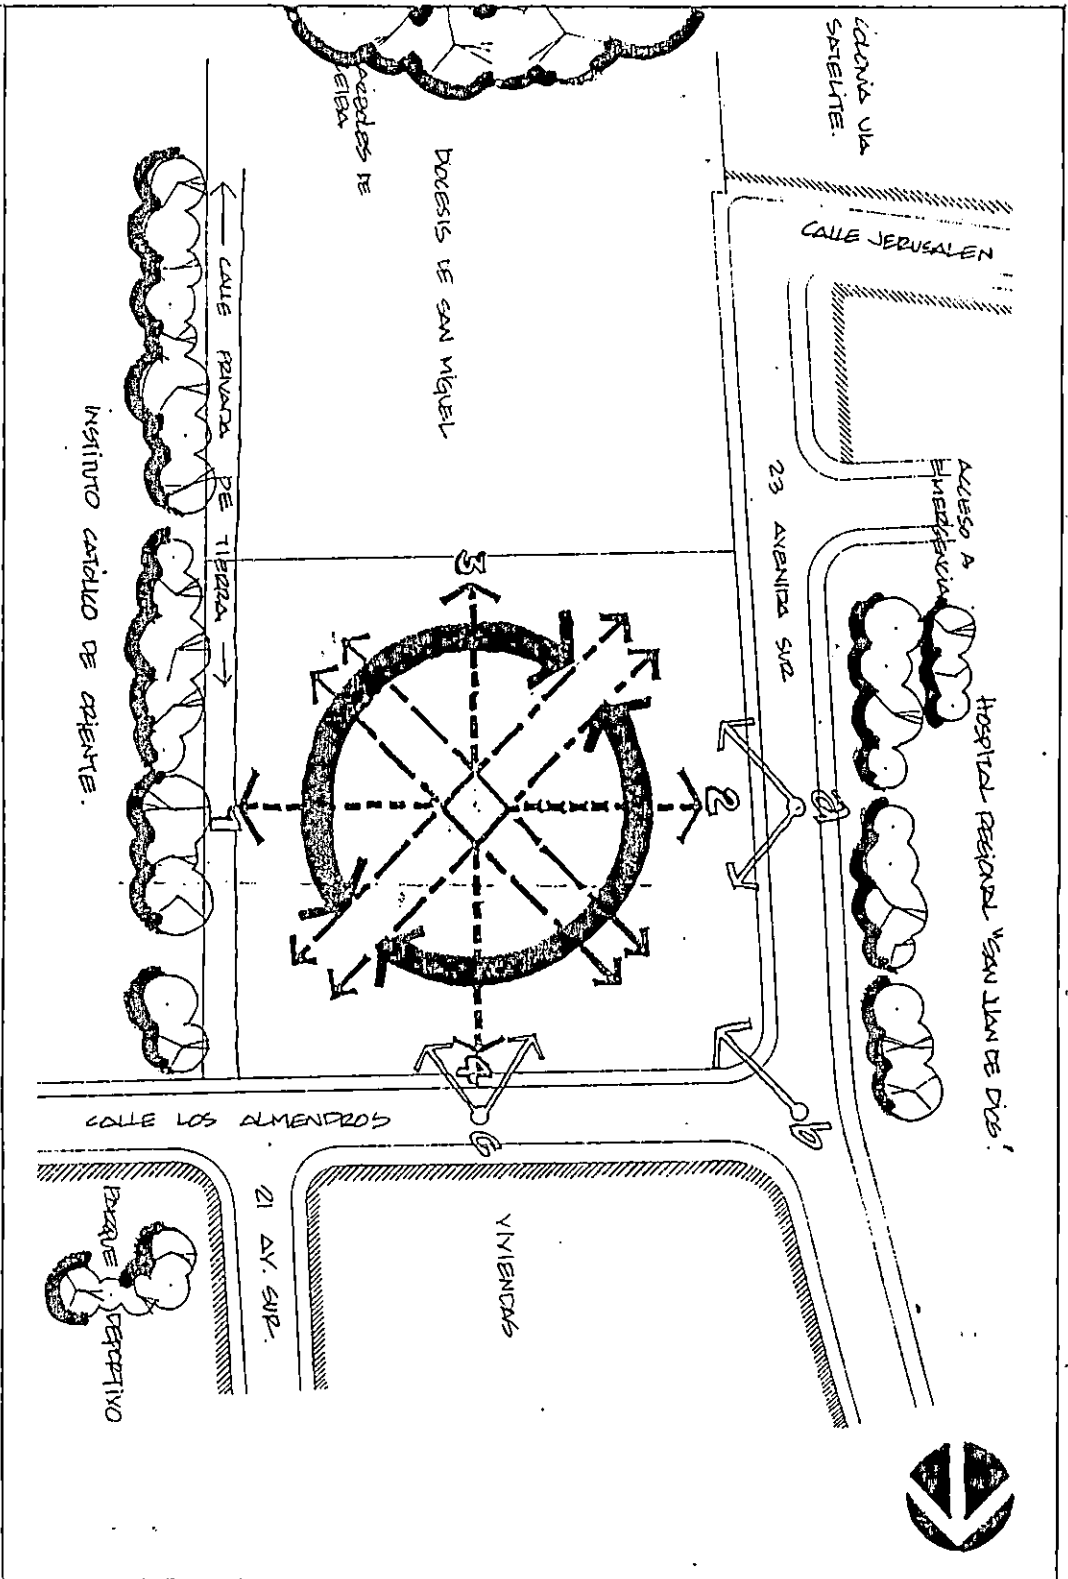 COLONIA VIA
SATELITE.
CALLE JERUSALEN
ARBOLES DE
CEIBA
DIOCESIS DE SAN MIGUEL
← CALLE PRIVADA DE TIERRA →
INSTITUTO CATOLICO DE ORIENTE.
23 AVENIDA SUR
ACCESO A
EMERGENCIA
HOSPITAL REGIONAL "SAN JUAN DE DIOS"
3
2
1
4
a
b
c
CALLE LOS ALMENDROS
21 AV. SUR.
VIVIENDAS
PARQUE DEPORTIVO